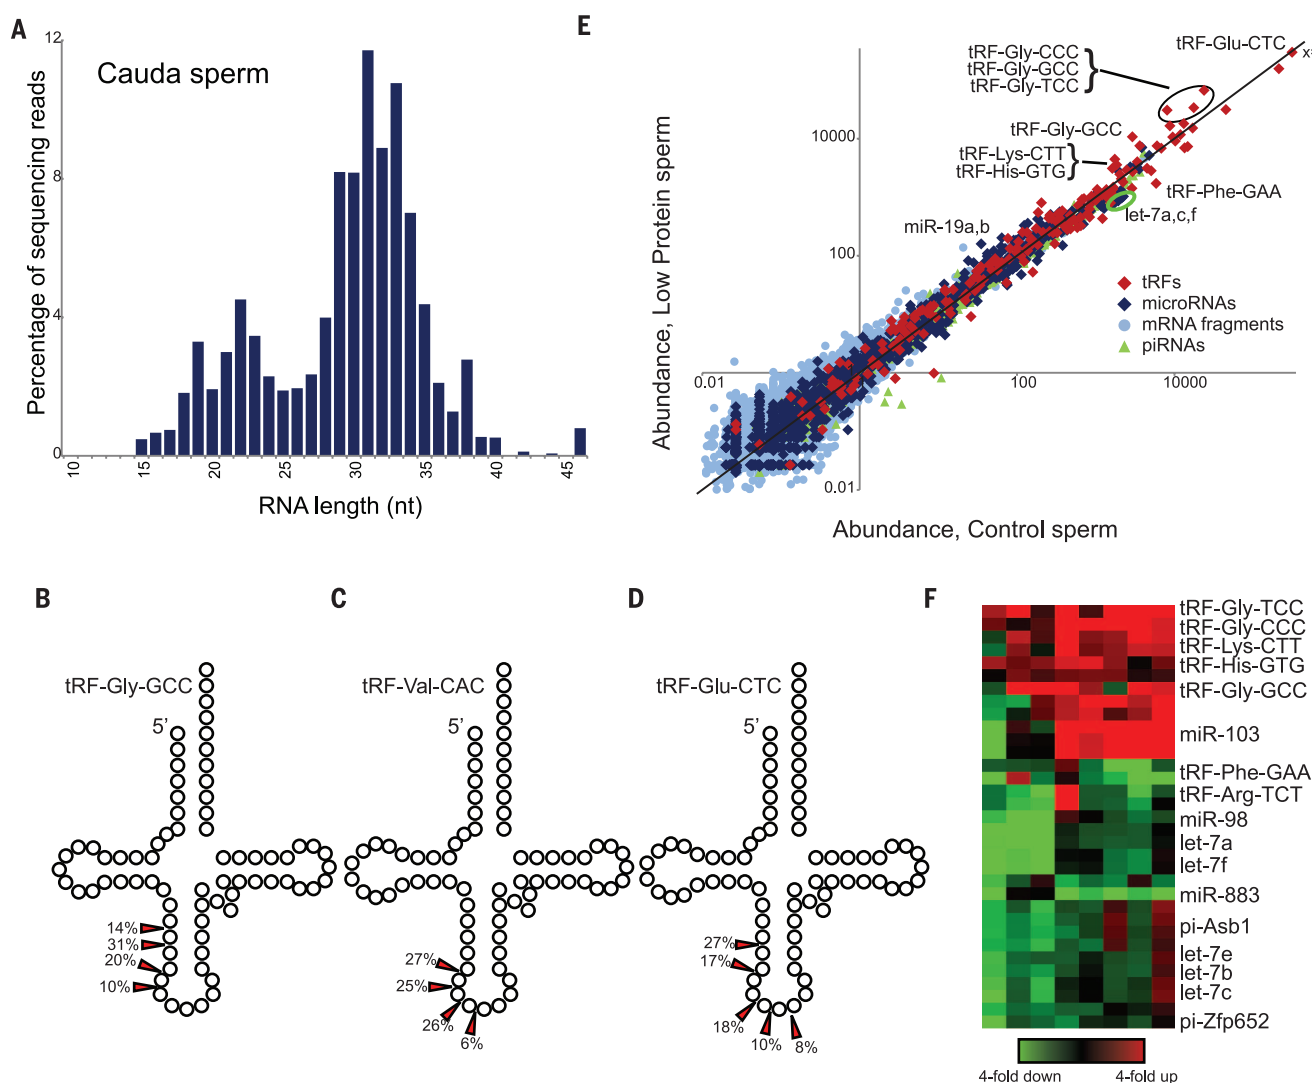 A
12
8
4
0
Cauda sperm
Percentage of sequencing reads
10
15
20
25
30
35
40
45
RNA length (nt)
E
tRF-Gly-CCC
tRF-Gly-GCC
tRF-Gly-TCC
tRF-Glu-CTC
x=
10000
tRF-Gly-GCC
tRF-Lys-CTT
tRF-His-GTG
tRF-Phe-GAA
let-7a,c,f
miR-19a,b
100
tRFs
microRNAs
mRNA fragments
piRNAs
0.01
100
10000
0.01
Abundance, Low Protein sperm
Abundance, Control sperm
B
tRF-Gly-GCC
5'
14%
31%
20%
10%
C
tRF-Val-CAC
5'
27%
25%
26%
6%
D
tRF-Glu-CTC
5'
27%
17%
18%
10%
8%
F
tRF-Gly-TCC
tRF-Gly-CCC
tRF-Lys-CTT
tRF-His-GTG
tRF-Gly-GCC
miR-103
tRF-Phe-GAA
tRF-Arg-TCT
miR-98
let-7a
let-7f
miR-883
pi-Asb1
let-7e
let-7b
let-7c
pi-Zfp652
4-fold down
4-fold up